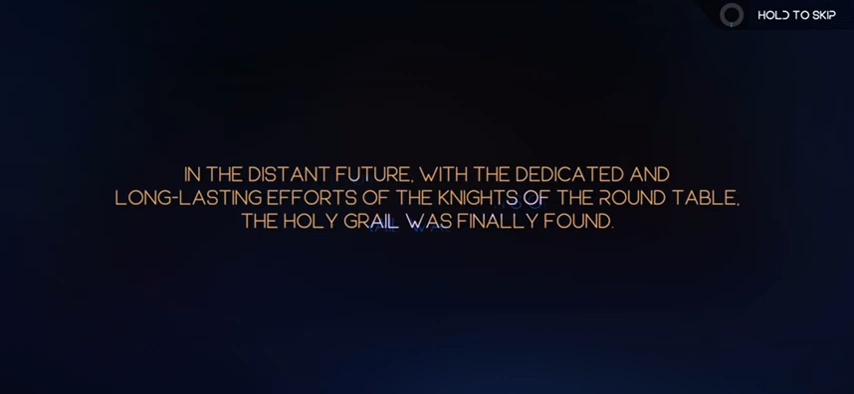 HOLD TO SKIP
IN THE DISTANT FUTURE, WITH THE DEDICATED AND
LONG-LASTING EFFORTS OF THE KNIGHTS OF THE ROUND TABLE,
THE HOLY GRAIL WAS FINALLY FOUND.